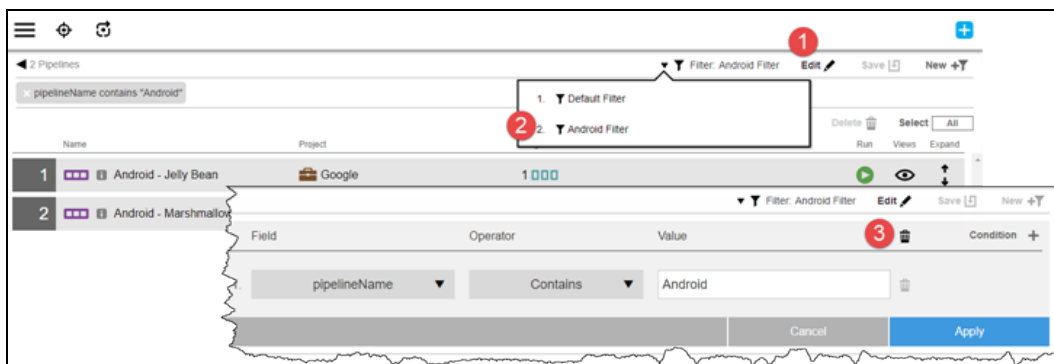 1
2 Pipelines
Filter: Android Filter Edit Save New +
× pipelineName contains "Android"
1. Default Filter
2 2. Android Filter
Delete Select All
Name Project Run Views Expand
1 Android - Jelly Bean Google 1
2 Android - Marshmallow
Filter: Android Filter Edit Save New +
Field Operator Value 3 Condition +
pipelineName Contains Android
Cancel Apply